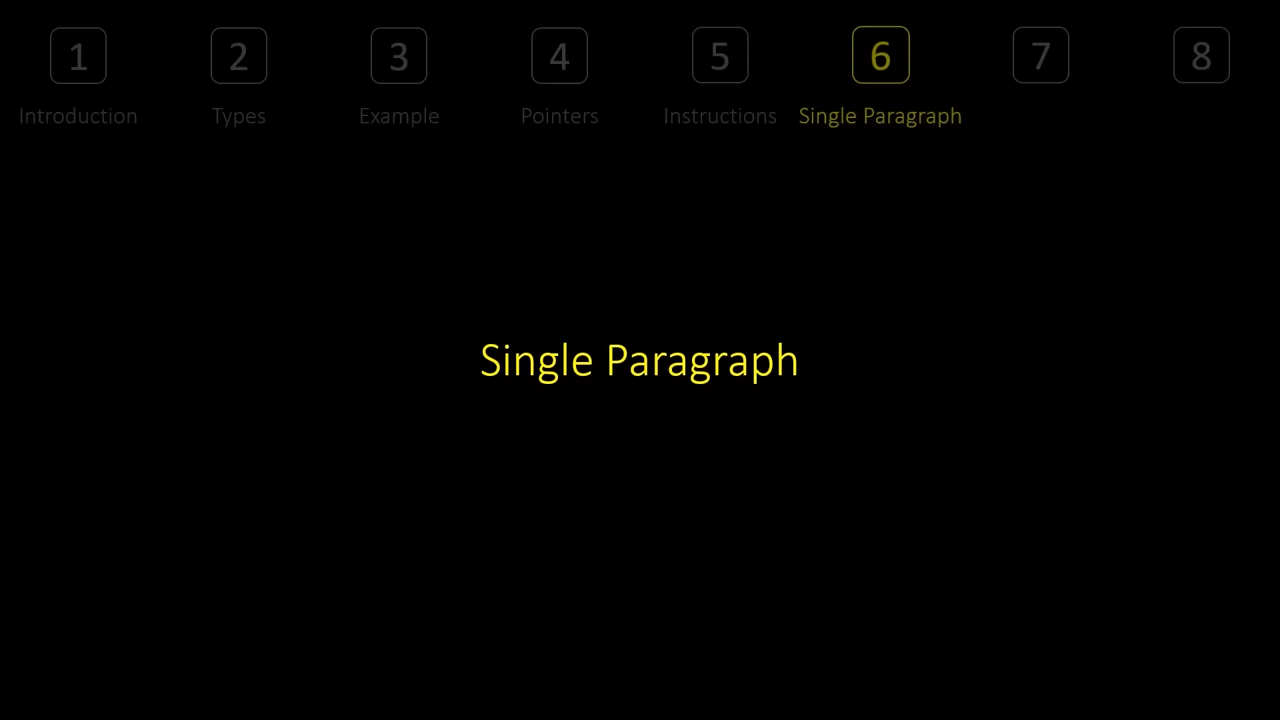 1 2 3 4 5 6 7 8
Introduction Types Example Pointers Instructions Single Paragraph
Single Paragraph